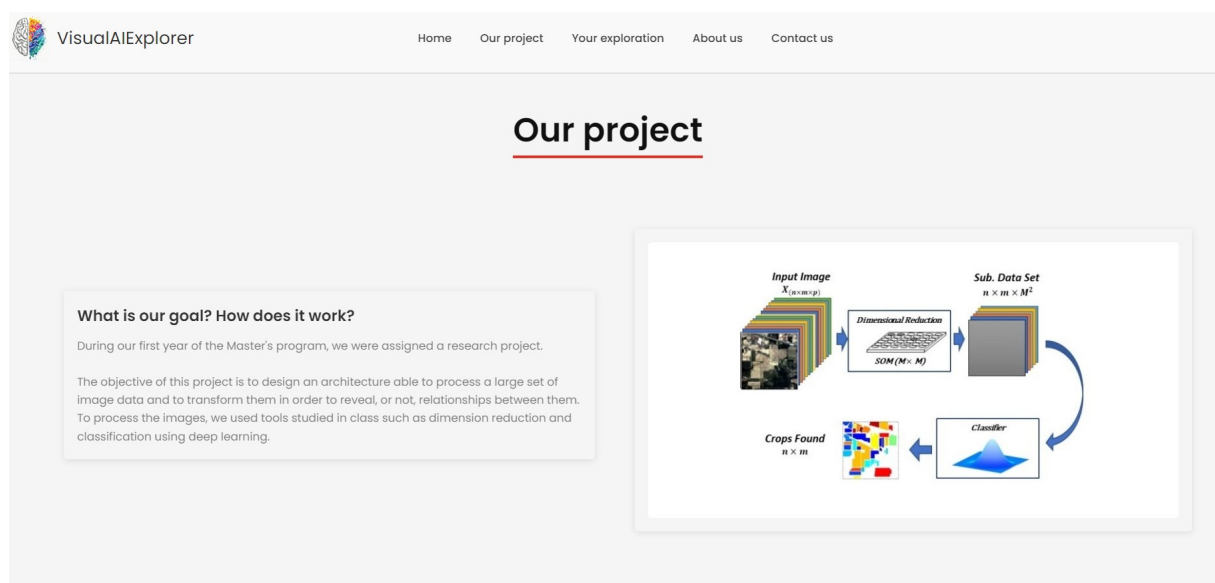 VisualAIExplorer
Home Our project Your exploration About us Contact us
Our project
What is our goal? How does it work?
During our first year of the Master's program, we were assigned a research project.
The objective of this project is to design an architecture able to process a large set of
image data and to transform them in order to reveal, or not, relationships between them.
To process the images, we used tools studied in class such as dimension reduction and
classification using deep learning.
Input Image
X(n×m×p)
Dimensional Reduction
SOM (M× M)
Sub. Data Set
n × m × M²
Classifier
Crops Found
n × m